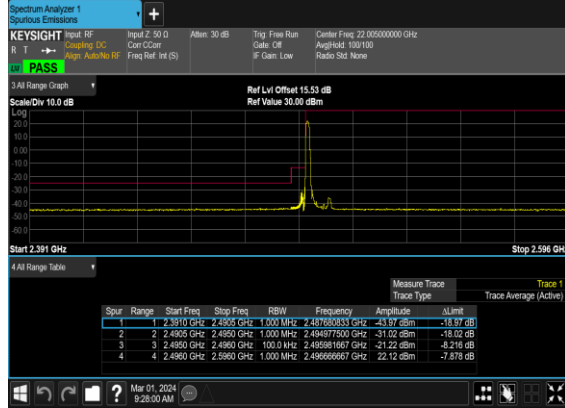 Spectrum Analyzer 1
Spurious Emissions
KEYSIGHT Input: RF Input Z: 50 Ω Atten: 30 dB Trig: Free Run Center Freq: 22.005000000 GHz
R T Coupling: DC Corr CCorr Gate: Off Avg|Hold: 100/100
Align: Auto/No RF Freq Ref: Int (S) IF Gain: Low Radio Std: None
PASS
3 All Range Graph
Ref Lvl Offset 15.53 dB
Scale/Div 10.0 dB Ref Value 30.00 dBm
Log
20.0
10.0
0.00
-10.0
-20.0
-30.0
-40.0
-50.0
-60.0
Start 2.391 GHz Stop 2.596 GH
4 All Range Table
Measure Trace Trace 1
Trace Type Trace Average (Active)
Spur Range Start Freq Stop Freq RBW Frequency Amplitude ΔLimit
1 1 2.3910 GHz 2.4905 GHz 1.000 MHz 2.487680833 GHz -43.97 dBm -18.97 dB
2 2 2.4905 GHz 2.4950 GHz 1.000 MHz 2.494977500 GHz -31.02 dBm -18.02 dB
3 3 2.4950 GHz 2.4960 GHz 100.0 kHz 2.495981667 GHz -21.22 dBm -8.216 dB
4 4 2.4960 GHz 2.5960 GHz 1.000 MHz 2.496666667 GHz 22.12 dBm -7.878 dB
Mar 01, 2024
9:28:00 AM